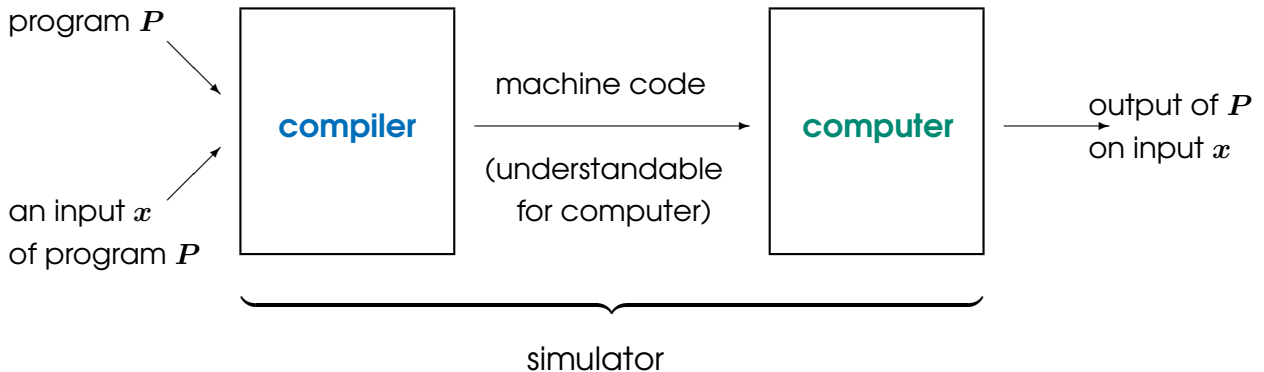 program P
an input x
of program P
compiler
machine code
(understandable
for computer)
computer
output of P
on input x
simulator